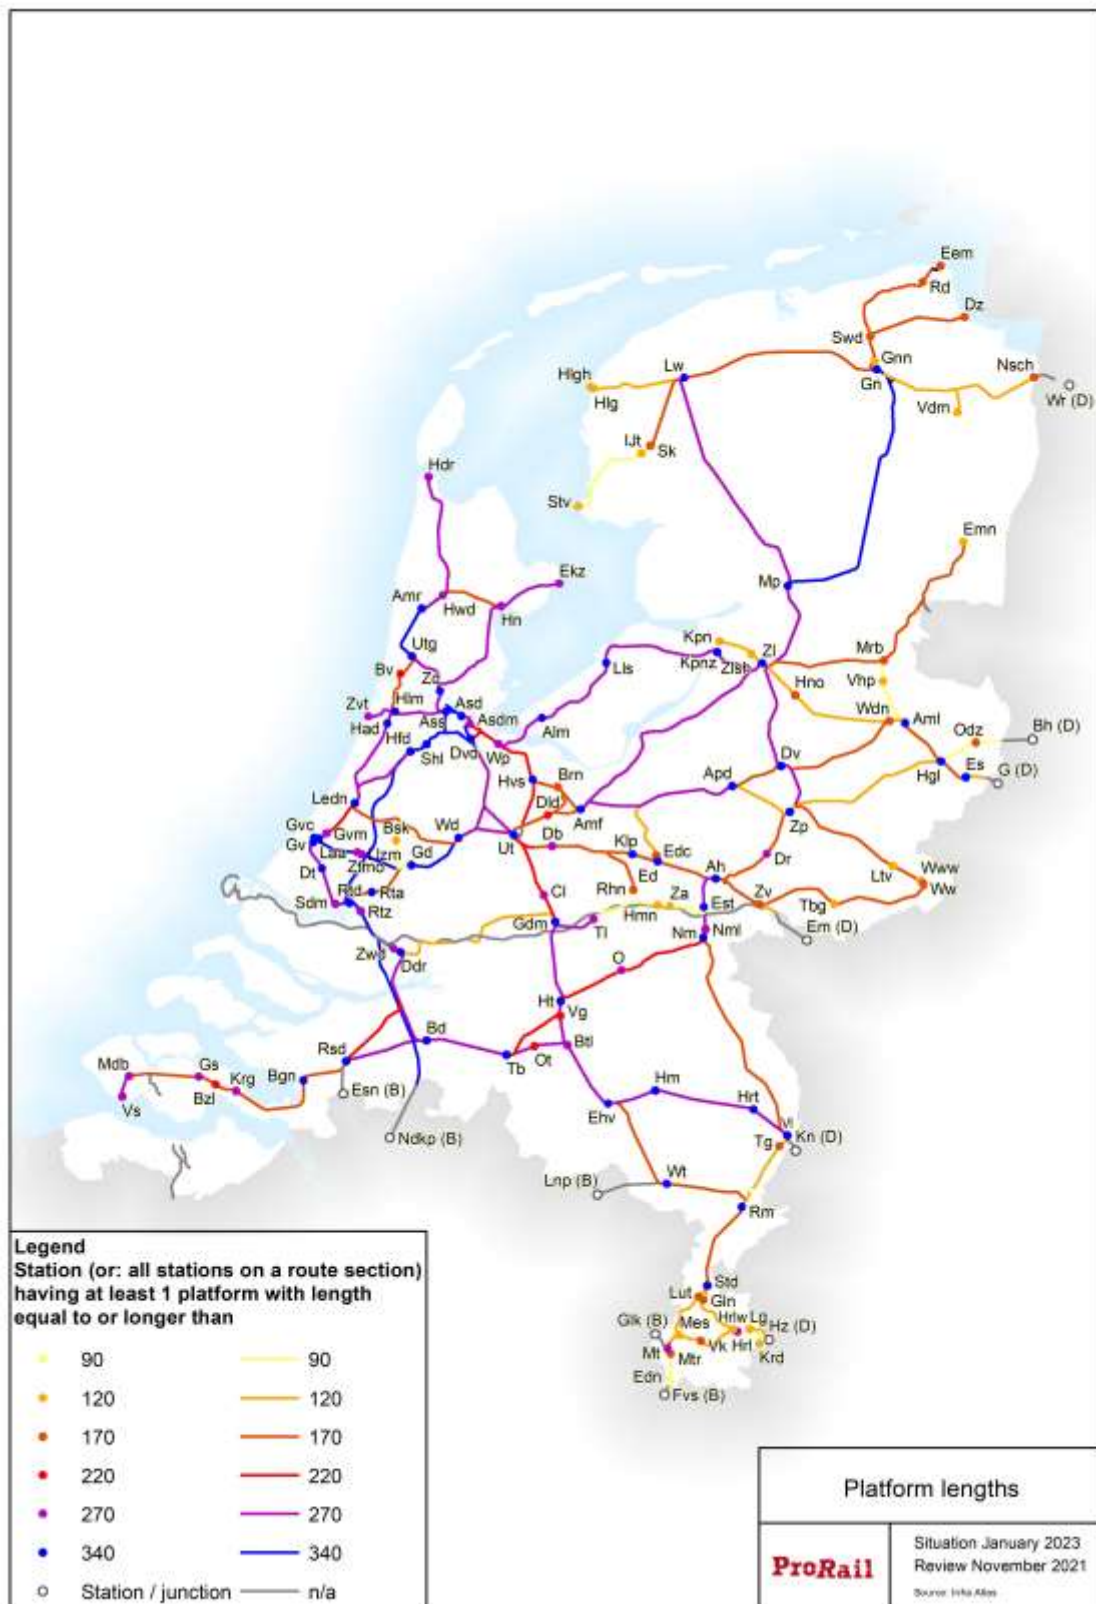 Eem
Rd
Dz
Swd
Gnn
Lw
Nsch
Hlgh
Gn
Hlg
Vdm
Wr (D)
IJt
Sk
Hdr
Stv
Emn
Ekz
Mp
Amr
Hwd
Hn
Utg
Kpn
Zl
Mrb
Bv
Lls
Kpnz
Zlsh
Vhp
Zd
Hno
Hlm
Asd
Wdn
Zvt
Ass
Asdm
Aml
Had
Alm
Odz
Bh (D)
Hfd
Dvd
Wp
Dv
Shl
Es
G (D)
Hvs
Brn
Apd
Hgl
Ledn
Dld
Gvc
Bsk
Wd
Amf
Gvm
Zp
Gv
Ut
Db
Laa
Klp
Ztmo
Gd
Edc
Dr
Dt
Ah
Ltv
Www
Ed
Rtd
Rta
Cl
Rhn
Ww
Sdm
Za
Zv
Rtz
Est
Tbg
Gdm
Hmn
Tl
Em (D)
Nml
Nm
Zwd
Ddr
O
Ht
Vg
Bd
Rsd
Btl
Mdb
Gs
Bgn
Tb
Ot
Krg
Hm
Bzl
Esn (B)
Hrt
Vs
Ehv
Vl
Ndkp (B)
Kn (D)
Tg
Wt
Lnp (B)
Rm
Std
Lut
Gln
Glk (B)
Mes
Hrlw
Lg
Hz (D)
Mt
Vk
Hrl
Mtr
Krd
Edn
Fvs (B)
Legend
Station (or: all stations on a route section)
having at least 1 platform with length
equal to or longer than
90 90
120 120
170 170
220 220
270 270
340 340
Station / junction n/a
Platform lengths
ProRail
Situation January 2023
Review November 2021
Source: Infra Atlas